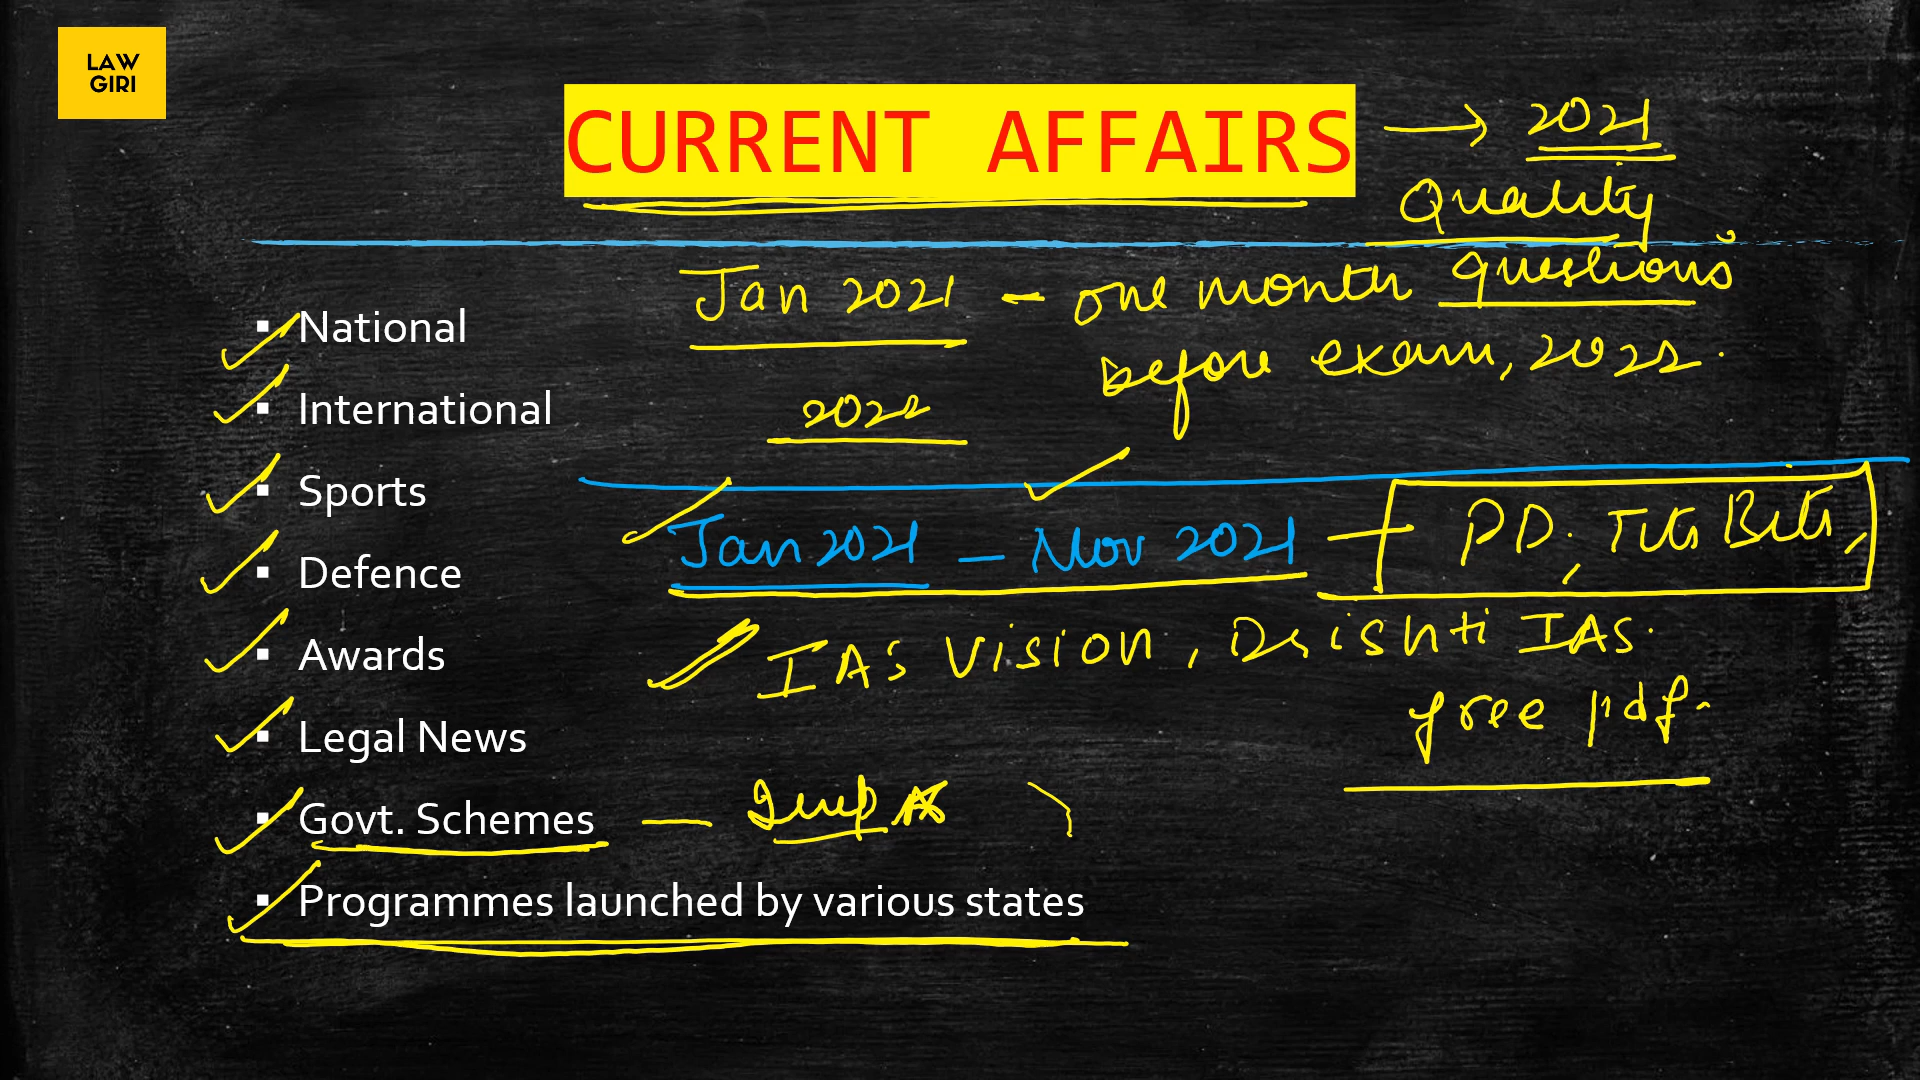 LAW
GIRI
CURRENT AFFAIRS → 2021
Quality
Jan 2021 - one month questions
before exam, 2022.
2022
Jan 2021 - Nov 2021 + PD, Tits Bits,
IAS Vision, Drishti IAS.
free pdf.
▪ National
▪ International
▪ Sports
▪ Defence
▪ Awards
▪ Legal News
▪ Govt. Schemes - Imp
▪ Programmes launched by various states